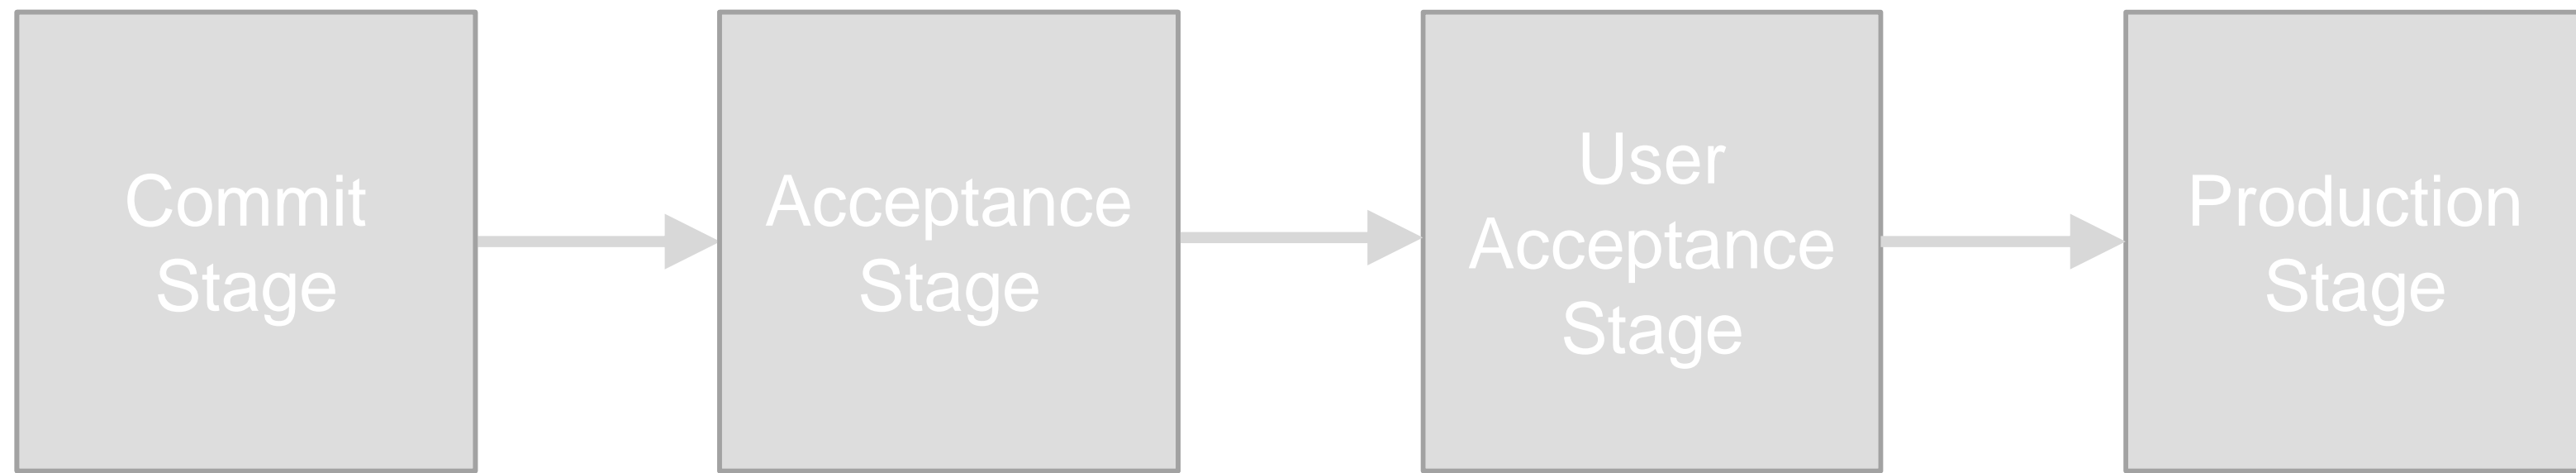 Commit
Stage
Acceptance
Stage
User
Acceptance
Stage
Production
Stage